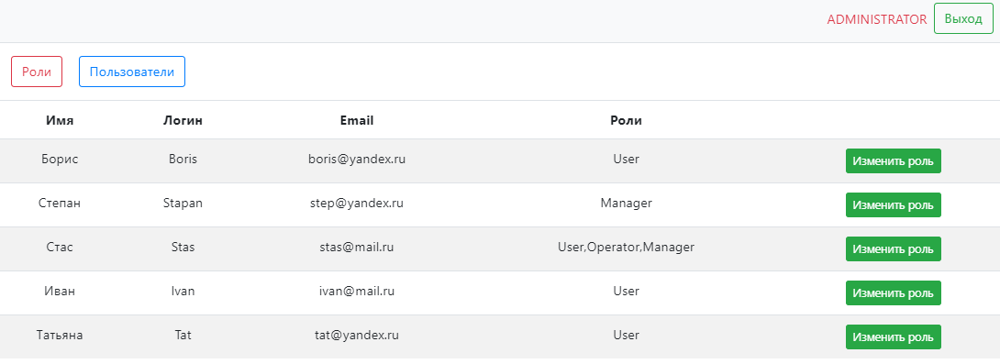 ADMINISTRATOR Выход
Роли Пользователи
Имя Логин Email Роли
Борис Boris boris@yandex.ru User Изменить роль
Степан Stapan step@yandex.ru Manager Изменить роль
Стас Stas stas@mail.ru User,Operator,Manager Изменить роль
Иван Ivan ivan@mail.ru User Изменить роль
Татьяна Tat tat@yandex.ru User Изменить роль